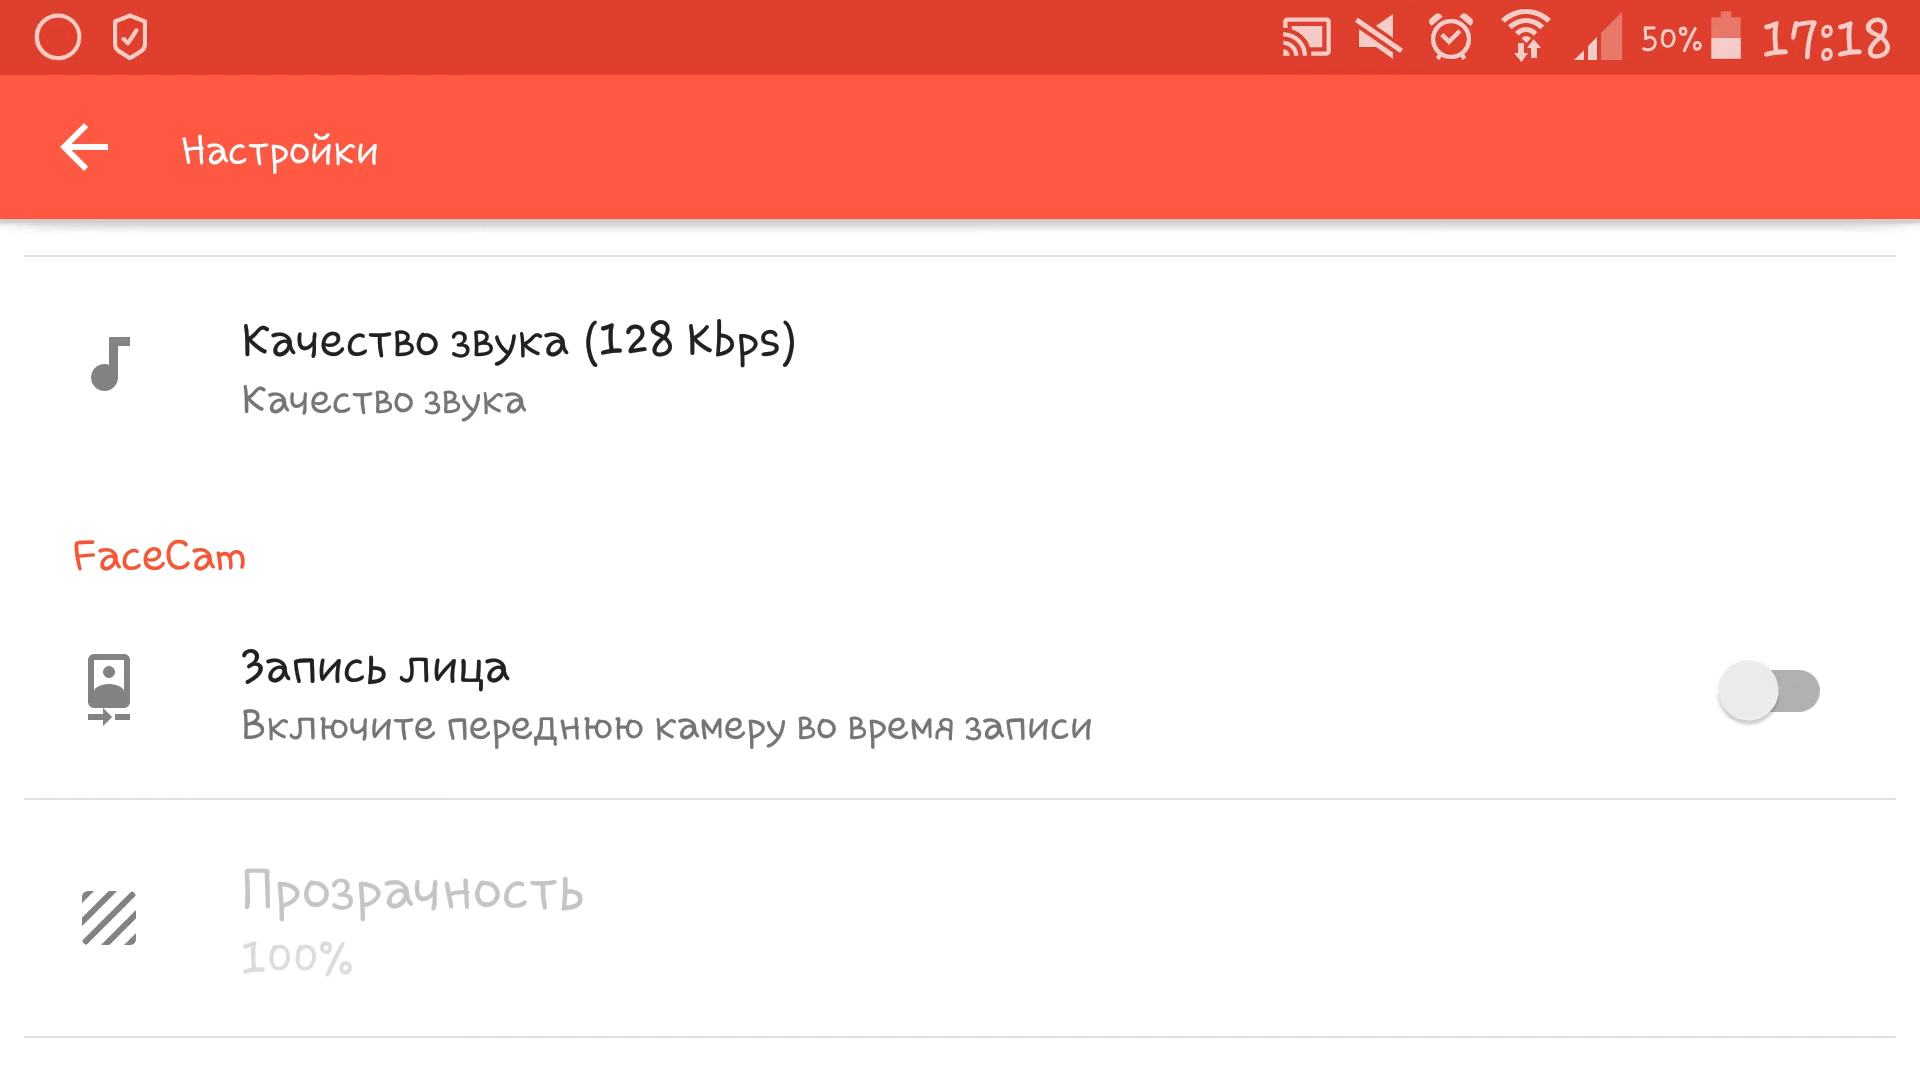 50% 17:18
Настройки
Качество звука (128 Kbps)
Качество звука
FaceCam
Запись лица
Включите переднюю камеру во время записи
Прозрачность
100%